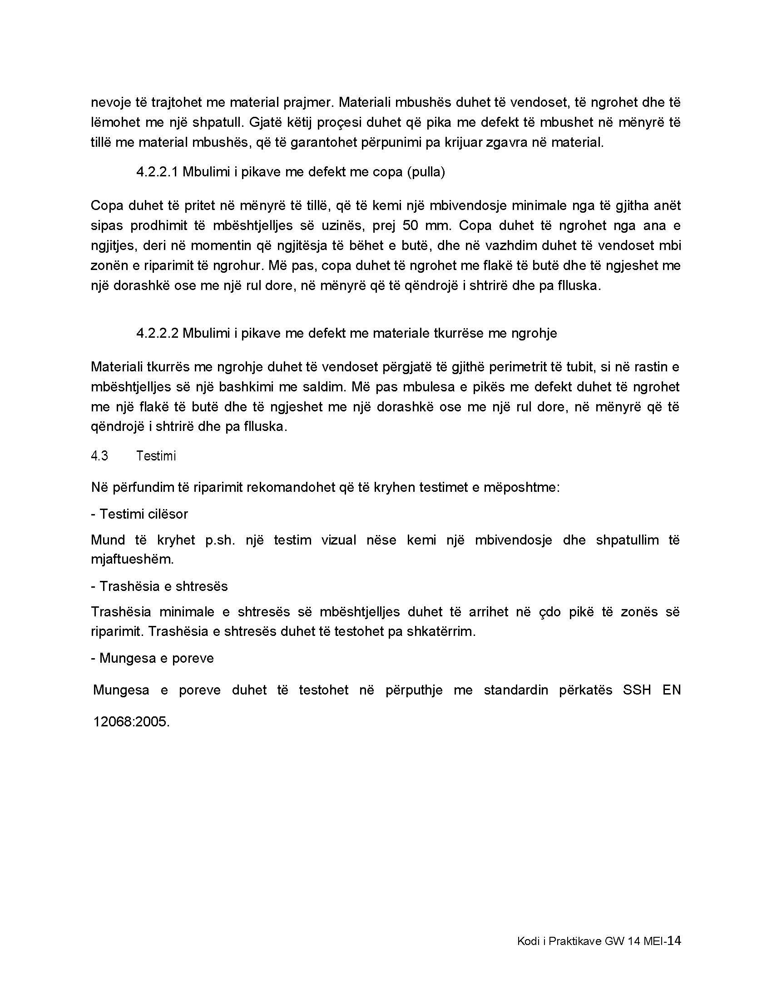 nevoje të trajtohet me material prajmer. Materiali mbushës duhet të vendoset, të ngrohet dhe të
lëmohet me një shpatull. Gjatë këtij proçesi duhet që pika me defekt të mbushet në mënyrë të
tillë me material mbushës, që të garantohet përpunimi pa krijuar zgavra në material.
4.2.2.1 Mbulimi i pikave me defekt me copa (pulla)
Copa duhet të pritet në mënyrë të tillë, që të kemi një mbivendosje minimale nga të gjitha anët
sipas prodhimit të mbështjelljes së uzinës, prej 50 mm. Copa duhet të ngrohet nga ana e
ngjitjes, deri në momentin që ngjitësja të bëhet e butë, dhe në vazhdim duhet të vendoset mbi
zonën e riparimit të ngrohur. Më pas, copa duhet të ngrohet me flakë të butë dhe të ngjeshet me
një dorashkë ose me një rul dore, në mënyrë që të qëndrojë i shtrirë dhe pa flluska.
4.2.2.2 Mbulimi i pikave me defekt me materiale tkurrëse me ngrohje
Materiali tkurrës me ngrohje duhet të vendoset përgjatë të gjithë perimetrit të tubit, si në rastin e
mbështjelljes së një bashkimi me saldim. Më pas mbulesa e pikës me defekt duhet të ngrohet
me një flakë të butë dhe të ngjeshet me një dorashkë ose me një rul dore, në mënyrë që të
qëndrojë i shtrirë dhe pa flluska.
4.3 Testimi
Në përfundim të riparimit rekomandohet që të kryhen testimet e mëposhtme:
- Testimi cilësor
Mund të kryhet p.sh. një testim vizual nëse kemi një mbivendosje dhe shpatullim të
mjaftueshëm.
- Trashësia e shtresës
Trashësia minimale e shtresës së mbështjelljes duhet të arrihet në çdo pikë të zonës së
riparimit. Trashësia e shtresës duhet të testohet pa shkatërrim.
- Mungesa e poreve
Mungesa e poreve duhet të testohet në përputhje me standardin përkatës SSH EN
12068:2005.
Kodi i Praktikave GW 14 MEI-14